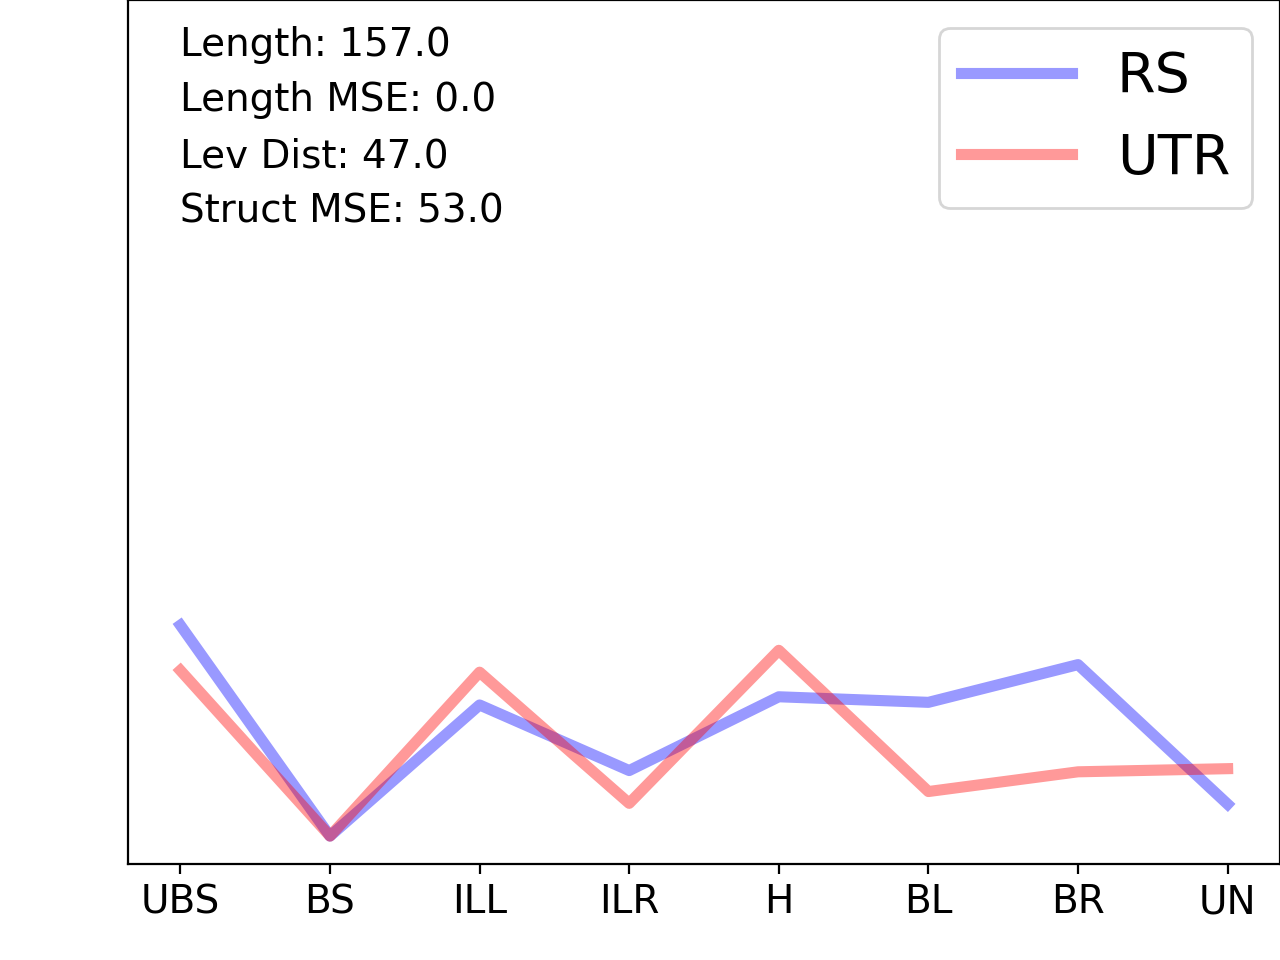 Length: 157.0
Length MSE: 0.0
Lev Dist: 47.0
Struct MSE: 53.0
RS
UTR
UBS BS ILL ILR H BL BR UN